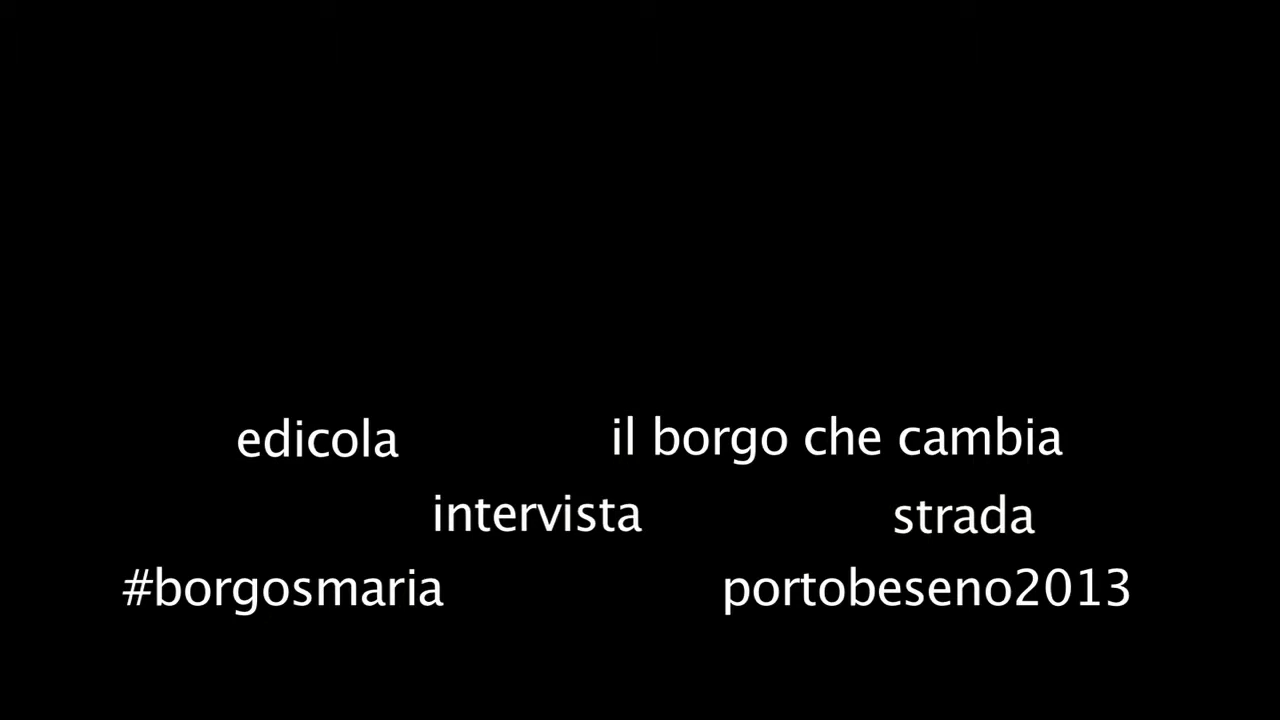 edicola il borgo che cambia
intervista strada
#borgosmaria portobeseno2013